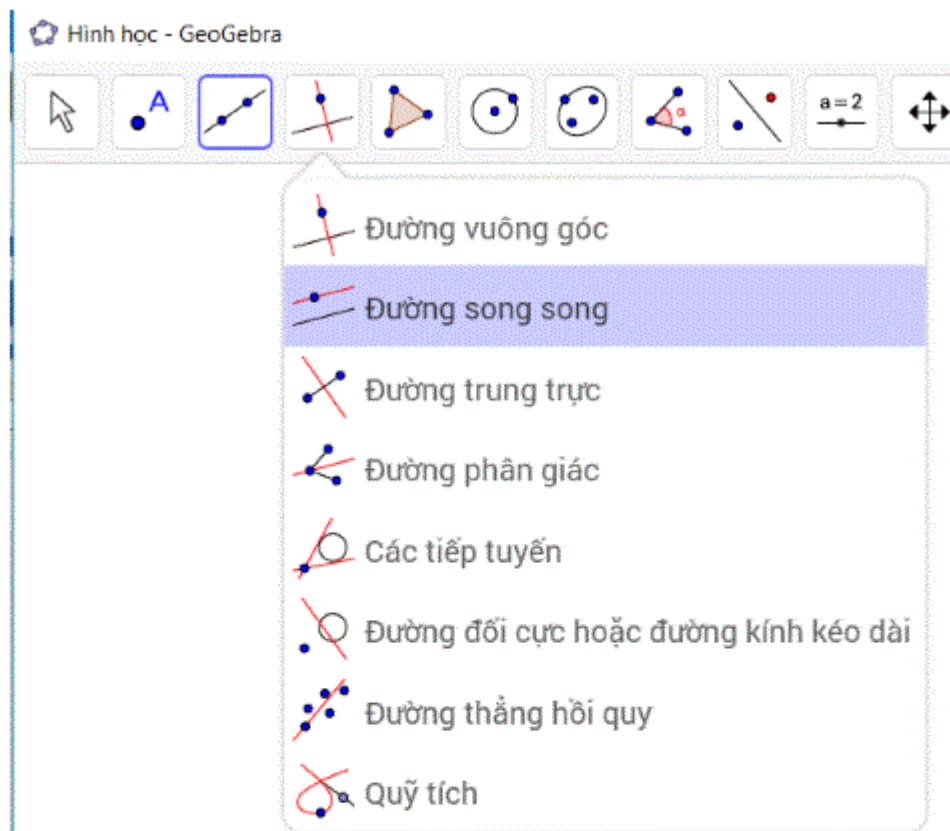 Hình học - GeoGebra
A
α
a=2
Đường vuông góc
Đường song song
Đường trung trực
Đường phân giác
Các tiếp tuyến
Đường đối cực hoặc đường kính kéo dài
Đường thẳng hồi quy
Quỹ tích